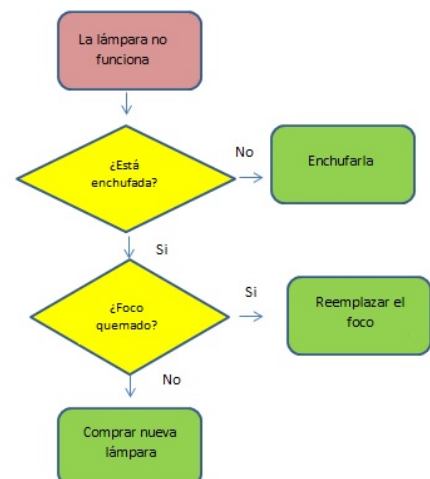 La lámpara no
funciona
¿Está
enchufada?
No
Enchufarla
Si
¿Foco
quemado?
Si
Reemplazar el
foco
No
Comprar nueva
lámpara